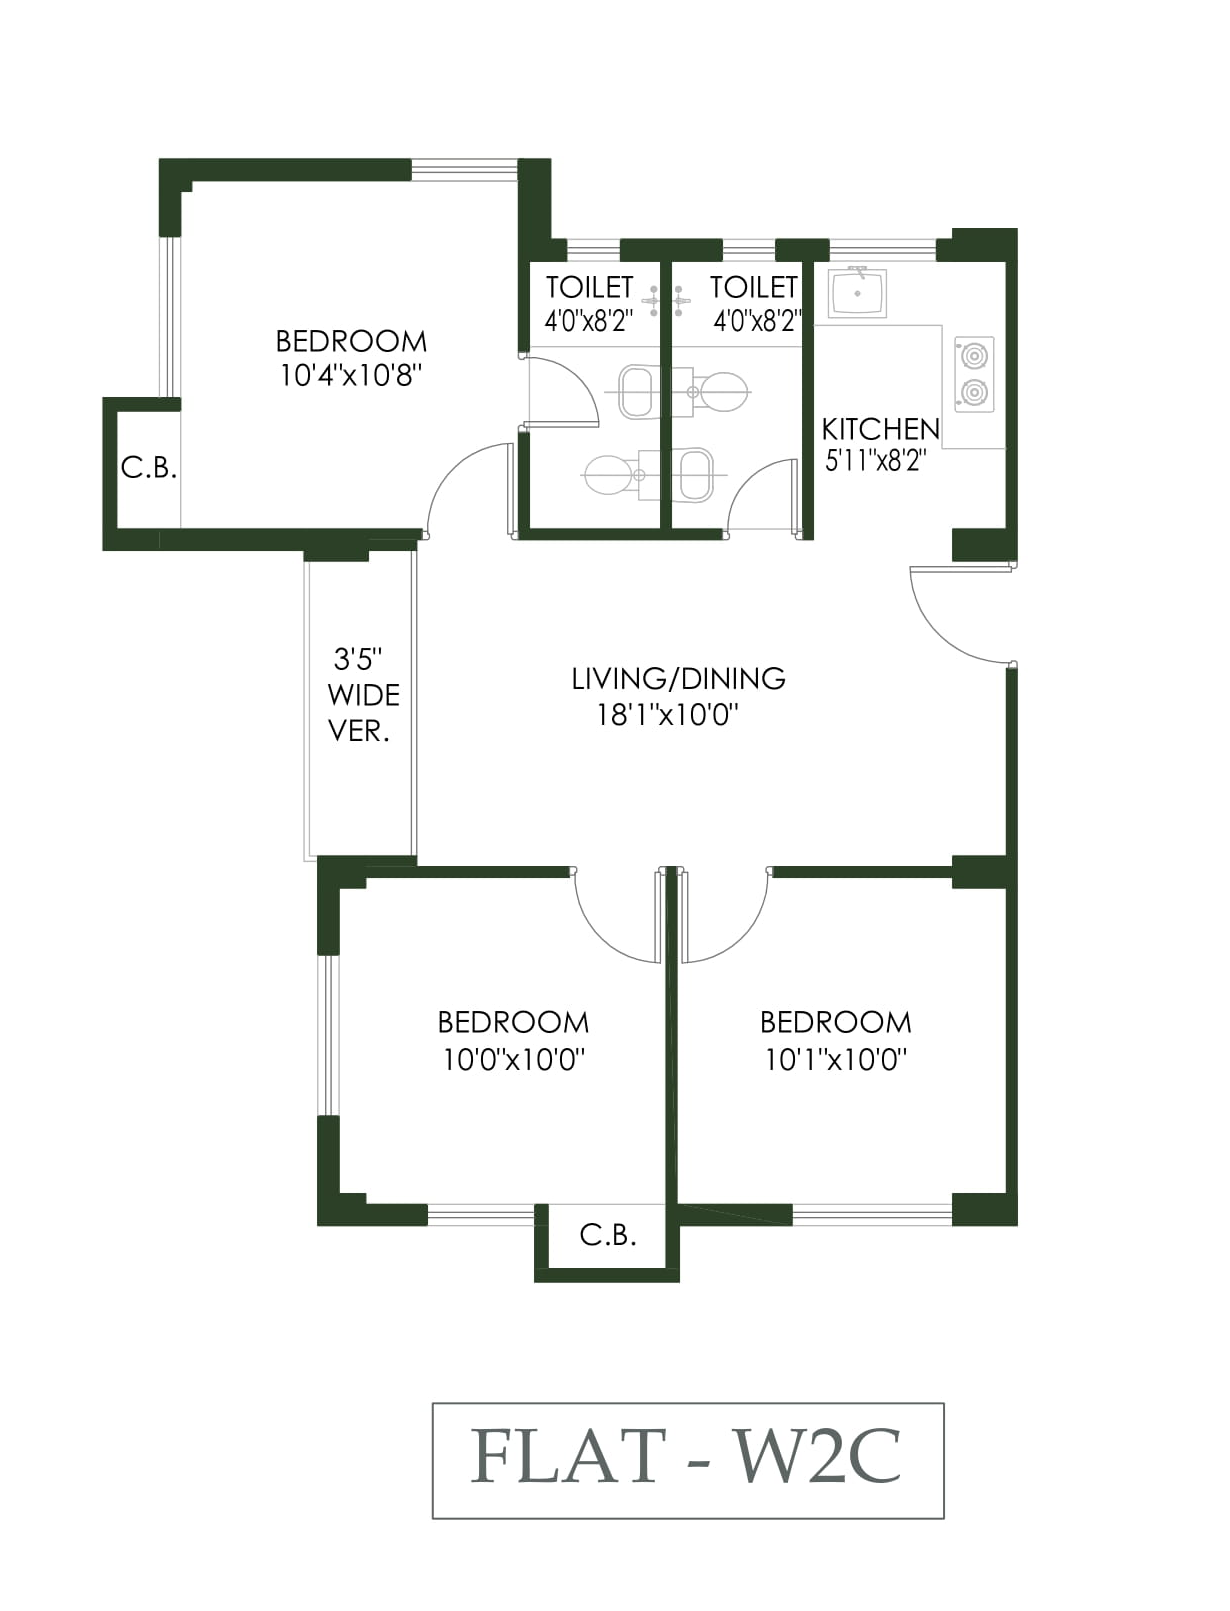 TOILET
4'0"x8'2"
TOILET
4'0"x8'2"
BEDROOM
10'4"x10'8"
KITCHEN
5'11"x8'2"
C.B.
3'5"
WIDE
VER.
LIVING/DINING
18'1"x10'0"
BEDROOM
10'0"x10'0"
BEDROOM
10'1"x10'0"
C.B.
FLAT - W2C